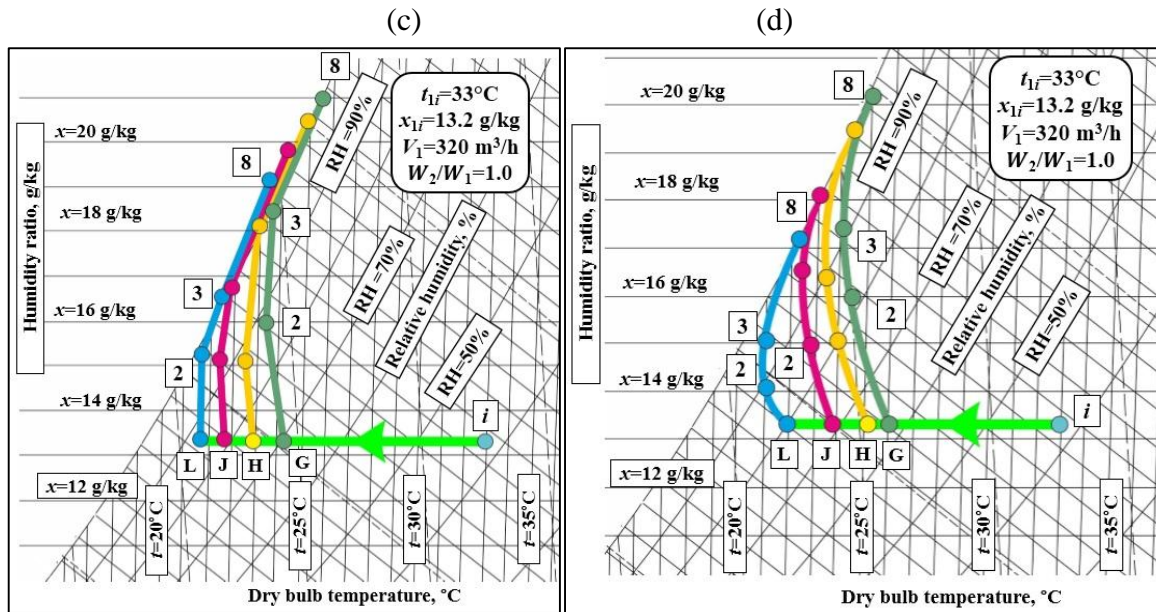 (c)
8
t₁ᵢ=33°C
x₁ᵢ=13.2 g/kg
V₁=320 m³/h
W₂/W₁=1.0
RH =90%
x=20 g/kg
8
x=18 g/kg
3
RH =70%
Relative humidity, %
Humidity ratio, g/kg
3
x=16 g/kg
2
RH=50%
2
x=14 g/kg
i
L
J
H
G
x=12 g/kg
t=20°C
t=25°C
t=30°C
t=35°C
Dry bulb temperature, °C
(d)
8
t₁ᵢ=33°C
x₁ᵢ=13.2 g/kg
V₁=320 m³/h
W₂/W₁=1.0
x=20 g/kg
RH =90%
8
x=18 g/kg
3
RH =70%
Relative humidity, %
Humidity ratio, g/kg
x=16 g/kg
2
3
RH=50%
2
2
x=14 g/kg
i
L
J
H
G
x=12 g/kg
t=20°C
t=25°C
t=30°C
t=35°C
Dry bulb temperature, °C